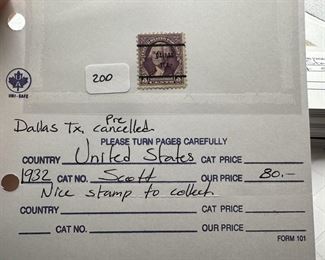 200
UNI-SAFE
Dallas Tx, Pre cancelled
PLEASE TURN PAGES CAREFULLY
COUNTRY United States CAT PRICE
1932 CAT NO. Scott OUR PRICE 80.-
Nice stamp to collect
COUNTRY CAT PRICE
CAT NO. OUR PRICE
FORM 101